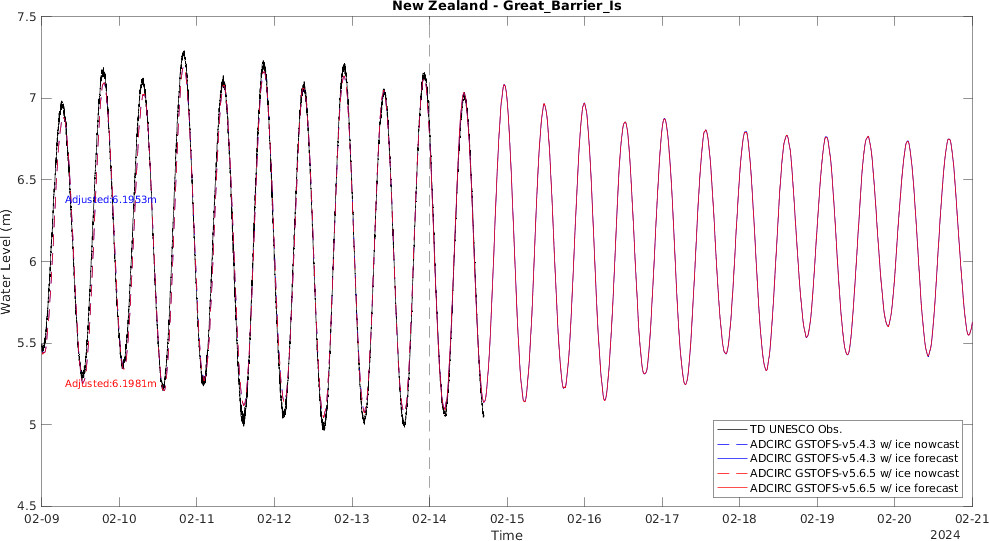 New Zealand - Great_Barrier_Is
7.5
7
6.5
6
5.5
5
4.5
Water Level (m)
Adjusted:6.1953m
Adjusted:6.1981m
TD UNESCO Obs.
ADCIRC GSTOFS-v5.4.3 w/ ice nowcast
ADCIRC GSTOFS-v5.4.3 w/ ice forecast
ADCIRC GSTOFS-v5.6.5 w/ ice nowcast
ADCIRC GSTOFS-v5.6.5 w/ ice forecast
02-09 02-10 02-11 02-12 02-13 02-14 02-15 02-16 02-17 02-18 02-19 02-20 02-21
Time
2024